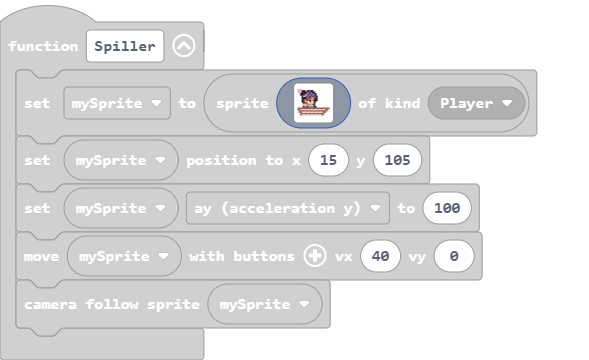 function Spiller
set mySprite to sprite of kind Player
set mySprite position to x 15 y 105
set mySprite ay (acceleration y) to 100
move mySprite with buttons vx 40 vy 0
camera follow sprite mySprite